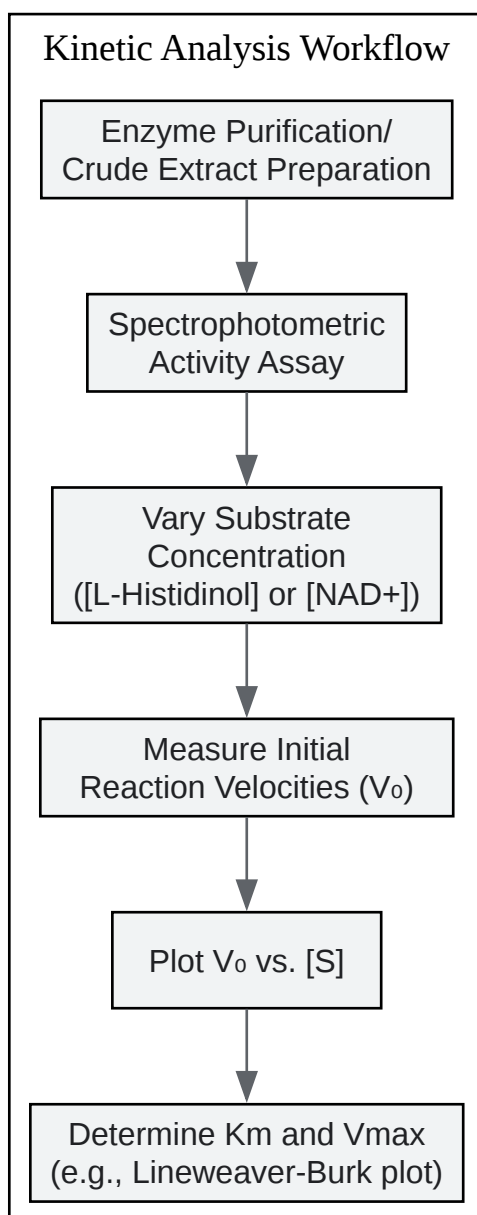 Kinetic Analysis Workflow
Enzyme Purification/
Crude Extract Preparation
Spectrophotometric
Activity Assay
Vary Substrate
Concentration
([L-Histidinol] or [NAD+])
Measure Initial
Reaction Velocities (V₀)
Plot V₀ vs. [S]
Determine Km and Vmax
(e.g., Lineweaver-Burk plot)